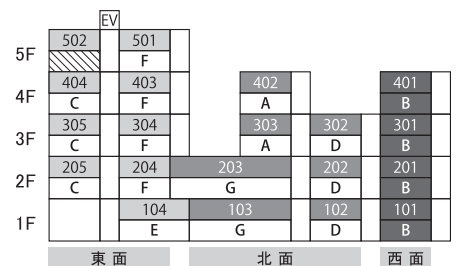 EV
5F 502 501
F
4F 404 403 402 401
C F A B
3F 305 304 303 302 301
C F A D B
2F 205 204 203 202 201
C F G D B
1F 104 103 102 101
E G D B
東面 北面 西面